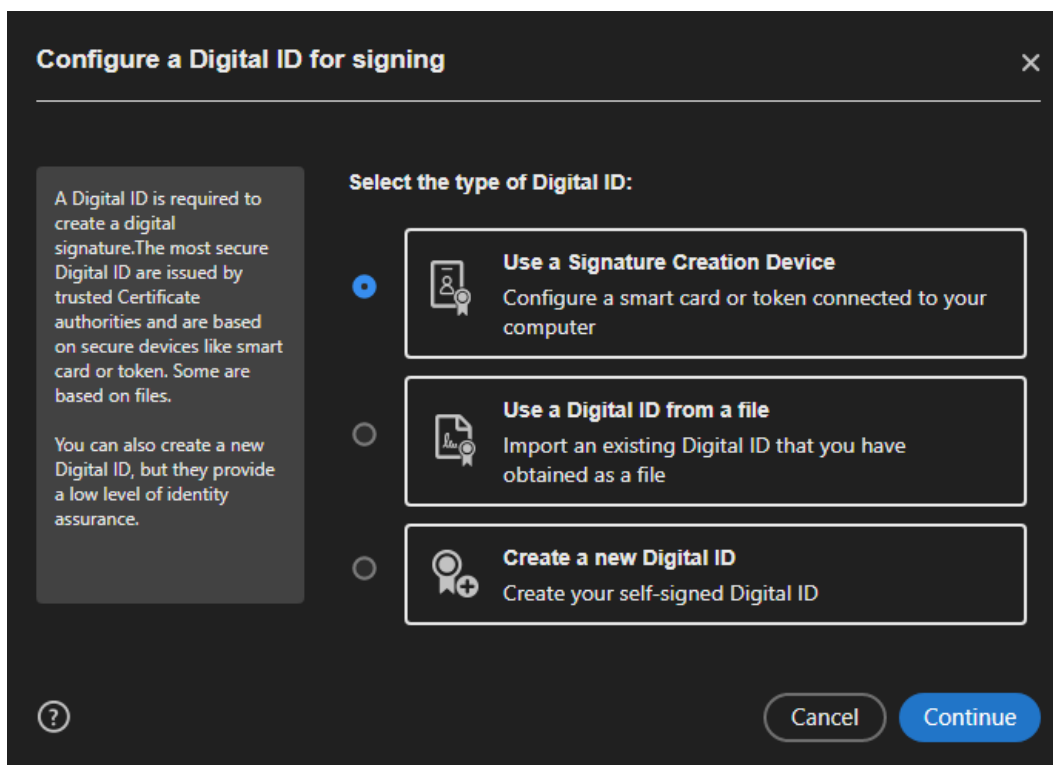 Configure a Digital ID for signing
A Digital ID is required to
create a digital
signature.The most secure
Digital ID are issued by
trusted Certificate
authorities and are based
on secure devices like smart
card or token. Some are
based on files.
You can also create a new
Digital ID, but they provide
a low level of identity
assurance.
Select the type of Digital ID:
Use a Signature Creation Device
Configure a smart card or token connected to your
computer
Use a Digital ID from a file
Import an existing Digital ID that you have
obtained as a file
Create a new Digital ID
Create your self-signed Digital ID
?
Cancel
Continue